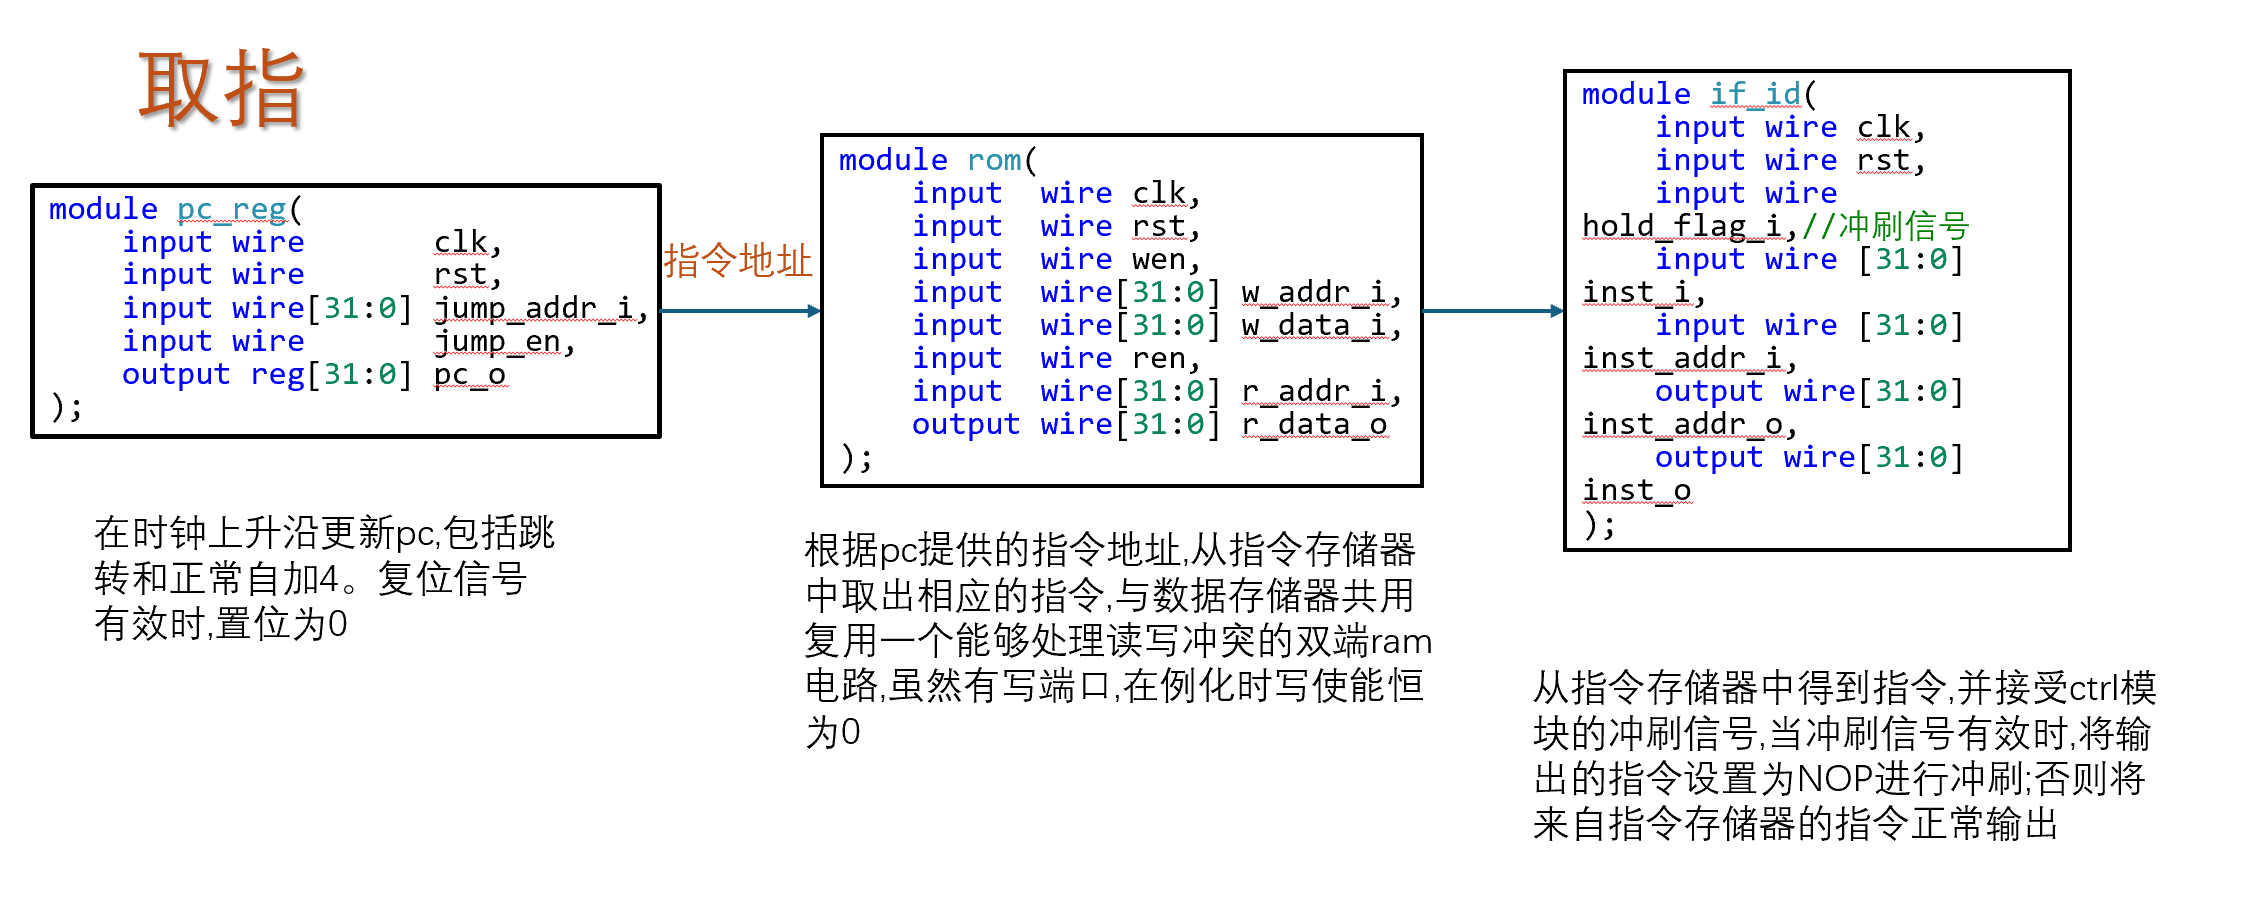 取指
module pc_reg(
    input wire       clk,
    input wire       rst,
    input wire[31:0] jump_addr_i,
    input wire       jump_en,
    output reg[31:0] pc_o
);
在时钟上升沿更新pc,包括跳
转和正常自加4。复位信号
有效时,置位为0
指令地址
module rom(
    input  wire clk,
    input  wire rst,
    input  wire wen,
    input  wire[31:0] w_addr_i,
    input  wire[31:0] w_data_i,
    input  wire ren,
    input  wire[31:0] r_addr_i,
    output wire[31:0] r_data_o
);
根据pc提供的指令地址,从指令存储器
中取出相应的指令,与数据存储器共用
复用一个能够处理读写冲突的双端ram
电路,虽然有写端口,在例化时写使能恒
为0
module if_id(
    input wire clk,
    input wire rst,
    input wire
hold_flag_i,//冲刷信号
    input wire [31:0]
inst_i,
    input wire [31:0]
inst_addr_i,
    output wire[31:0]
inst_addr_o,
    output wire[31:0]
inst_o
);
从指令存储器中得到指令,并接受ctrl模
块的冲刷信号,当冲刷信号有效时,将输
出的指令设置为NOP进行冲刷;否则将
来自指令存储器的指令正常输出